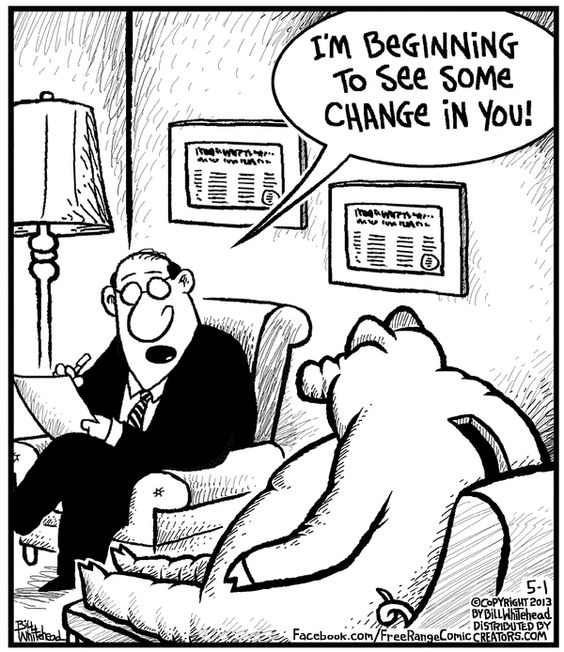 I'M BEGINNING
TO SEE SOME
CHANGE IN YOU!
5-1
©COPYRIGHT 2013
BY BILL WHITEHEAD
DISTRIBUTED BY
CREATORS.COM
Facebook.com/FreeRangeComic
Bill
Whitehead